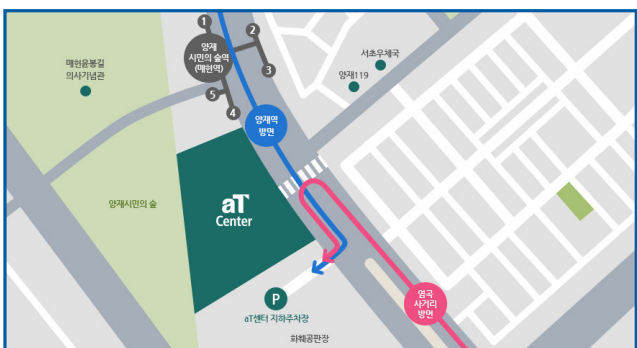 1
양재
시민의 숲역
(매헌역)
2
3
5
4
매헌윤봉길
의사기념관
서초우체국
양재119
양재역
방면
양재시민의 숲
aT
Center
P
aT센터 지하주차장
염곡
사거리
방면
화훼공판장